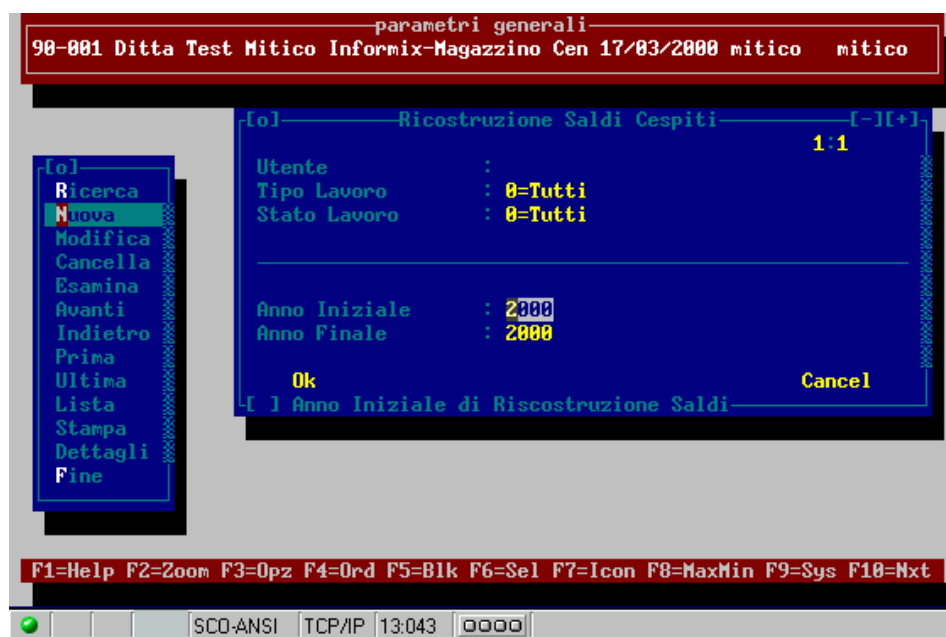 parametri generali
90-001 Ditta Test Mitico Informix-Magazzino Cen 17/03/2000 mitico mitico
[o] Ricostruzione Saldi Cespiti [-][+]
1:1
Utente :
Tipo Lavoro : 0=Tutti
Stato Lavoro : 0=Tutti
Anno Iniziale : 2000
Anno Finale : 2000
Ok Cancel
[ ] Anno Iniziale di Riscostruzione Saldi
[o]
Ricerca
Nuova
Modifica
Cancella
Esamina
Avanti
Indietro
Prima
Ultima
Lista
Stampa
Dettagli
Fine
F1=Help F2=Zoom F3=Opz F4=Ord F5=Blk F6=Sel F7=Icon F8=MaxMin F9=Sys F10=Nxt
SCO-ANSI TCP/IP 13:043